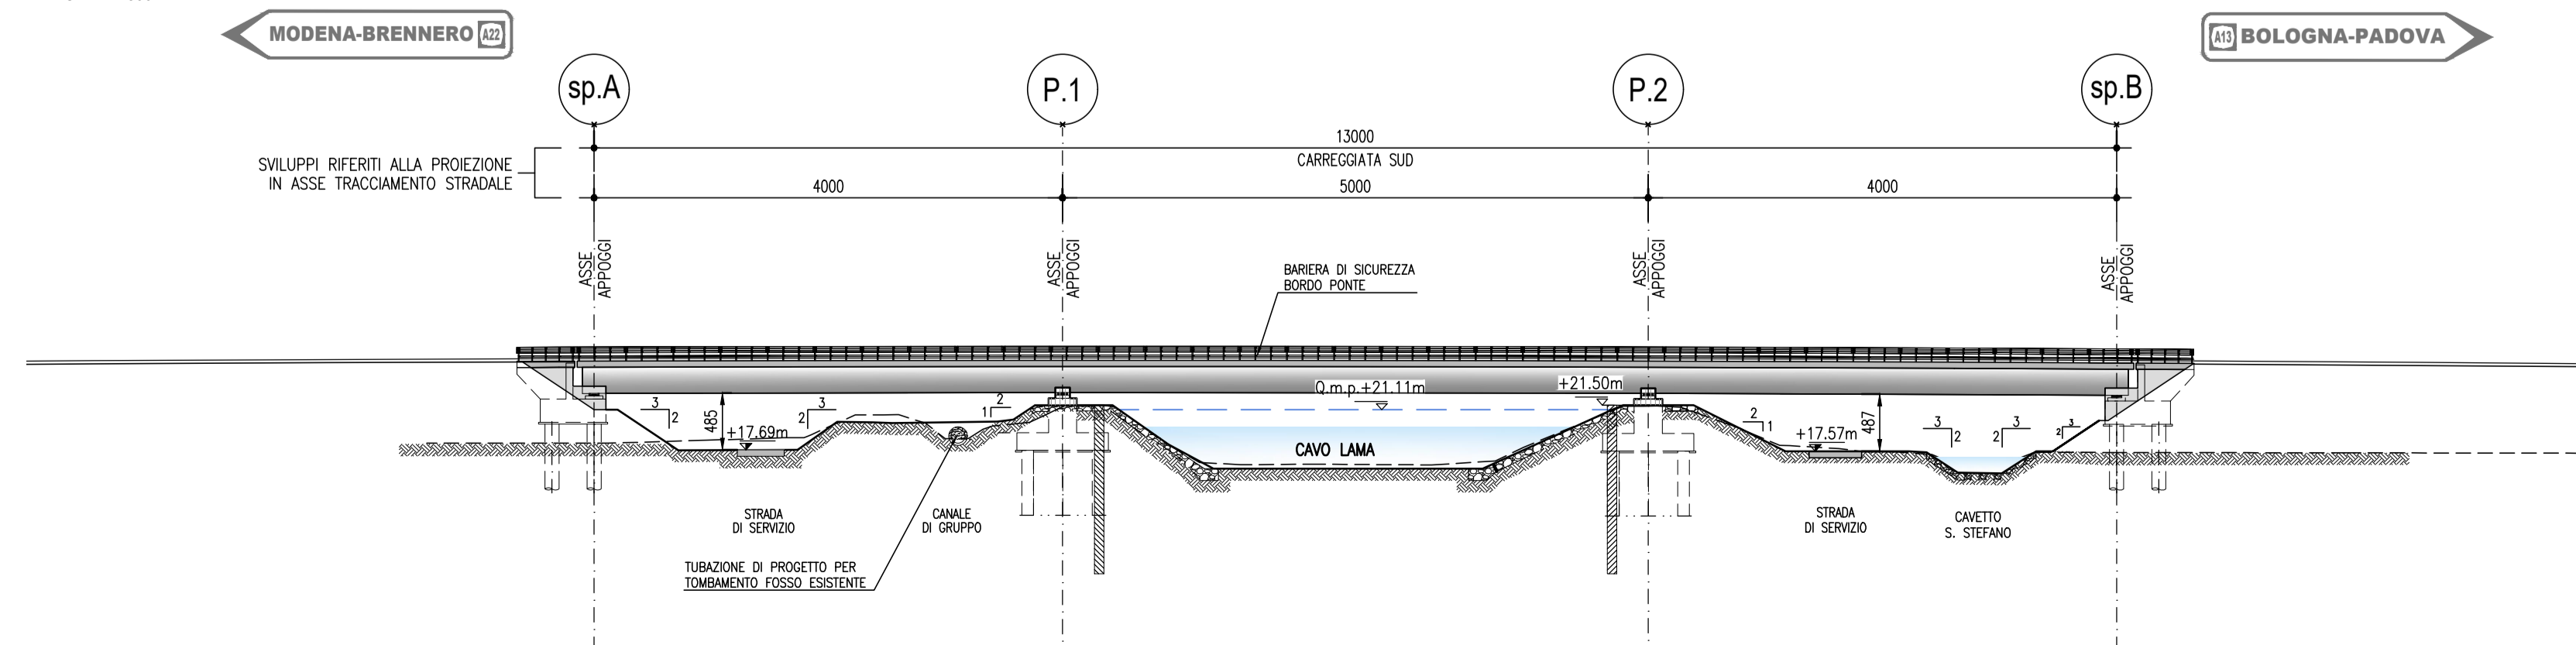 MODENA-BRENNERO A22
A13 BOLOGNA-PADOVA
sp.A
P.1
P.2
sp.B
13000
SVILUPPI RIFERITI ALLA PROIEZIONE
IN ASSE TRACCIAMENTO STRADALE
CARREGGIATA SUD
4000
5000
4000
ASSE
APPOGGI
ASSE
APPOGGI
ASSE
APPOGGI
ASSE
APPOGGI
BARIERA DI SICUREZZA
BORDO PONTE
Q.m.p.+21.11m
+21.50m
3
2
485
+17.69m
3
2
2
1
CAVO LAMA
2
1
+17.57m
487
3
2
3
2
3
2
STRADA
DI SERVIZIO
CANALE
DI GRUPPO
STRADA
DI SERVIZIO
CAVETTO
S. STEFANO
TUBAZIONE DI PROGETTO PER
TOMBAMENTO FOSSO ESISTENTE